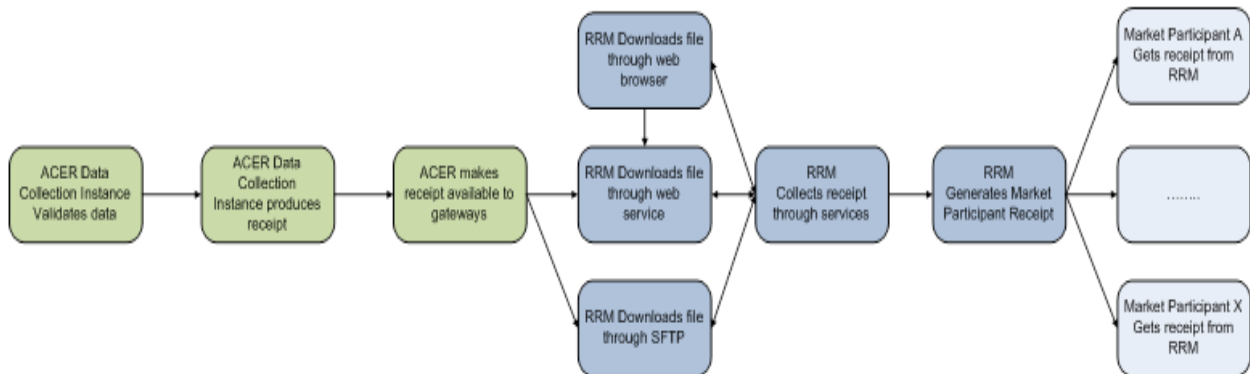 ACER Data
Collection Instance
Validates data
ACER Data
Collection
Instance produces
receipt
ACER makes
receipt available to
gateways
RRM Downloads file
through web
browser
RRM Downloads file
through web
service
RRM Downloads file
through SFTP
RRM
Collects receipt
through services
RRM
Generates Market
Participant Receipt
Market Participant A
Gets receipt from
RRM
........
Market Participant X
Gets receipt from
RRM